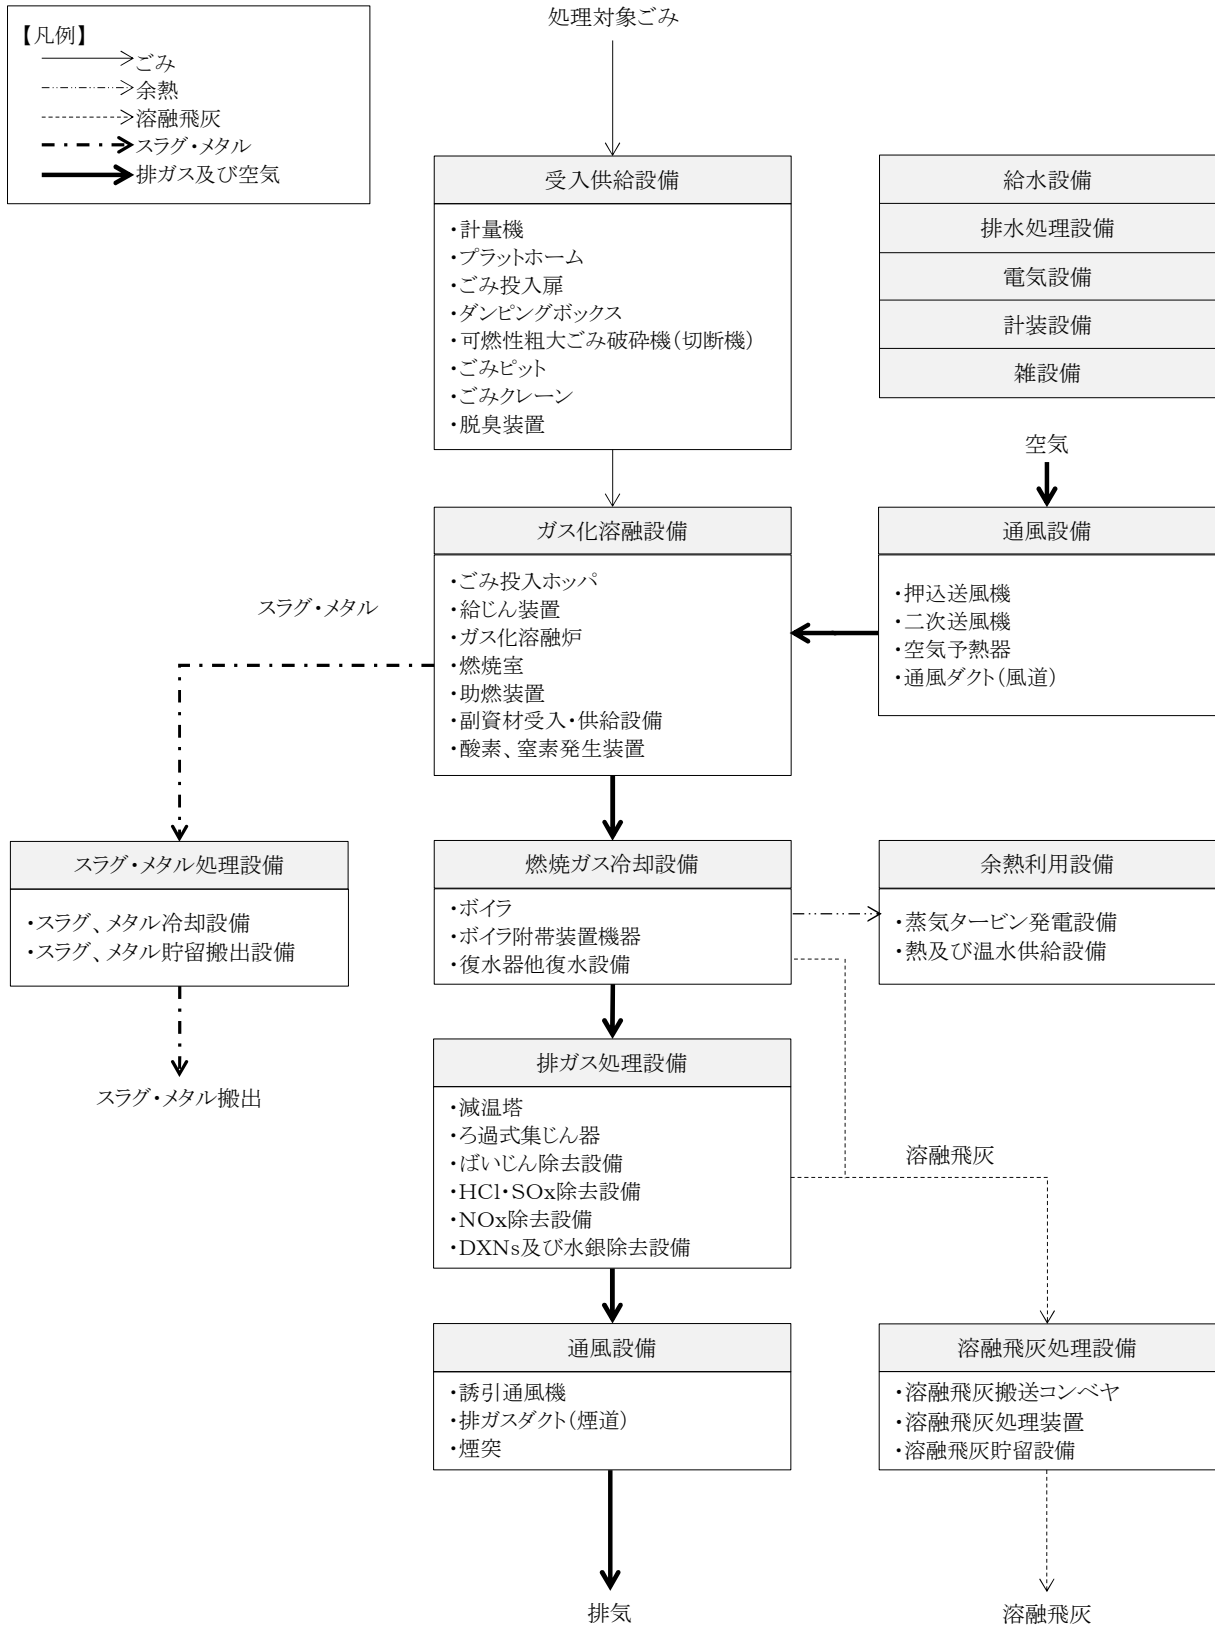 処理対象ごみ
【凡例】
ごみ
余熱
溶融飛灰
スラグ・メタル
排ガス及び空気
受入供給設備
・計量機
・プラットホーム
・ごみ投入扉
・ダンピングボックス
・可燃性粗大ごみ破砕機(切断機)
・ごみピット
・ごみクレーン
・脱臭装置
給水設備
排水処理設備
電気設備
計装設備
雑設備
空気
ガス化溶融設備
・ごみ投入ホッパ
・給じん装置
・ガス化溶融炉
・燃焼室
・助燃装置
・副資材受入・供給設備
・酸素、窒素発生装置
通風設備
・押込送風機
・二次送風機
・空気予熱器
・通風ダクト(風道)
スラグ・メタル
スラグ・メタル処理設備
・スラグ、メタル冷却設備
・スラグ、メタル貯留搬出設備
スラグ・メタル搬出
燃焼ガス冷却設備
・ボイラ
・ボイラ附帯装置機器
・復水器他復水設備
余熱利用設備
・蒸気タービン発電設備
・熱及び温水供給設備
排ガス処理設備
・減温塔
・ろ過式集じん器
・ばいじん除去設備
・HCl・SOx除去設備
・NOx除去設備
・DXNs及び水銀除去設備
溶融飛灰
通風設備
・誘引通風機
・排ガスダクト(煙道)
・煙突
溶融飛灰処理設備
・溶融飛灰搬送コンベヤ
・溶融飛灰処理装置
・溶融飛灰貯留設備
排気
溶融飛灰